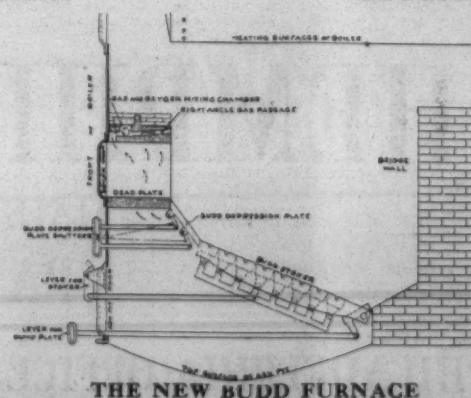 HEATING SURFACES OF BOILER
GAS AND OXYGEN MIXING CHAMBER
RIGHT ANGLE GAS PASSAGE
FRONT OF BOILER
BRIDGE
WALL
DEAD PLATE
BUDD DEPRESSION PLATE
BUDD DEPRESSION
PLATE SHUTTERS
BUDD STOKER
LEVER FOR
STOKER
LEVER FOR
DUMP PLATE
ASH PIT
THE NEW BUDD FURNACE